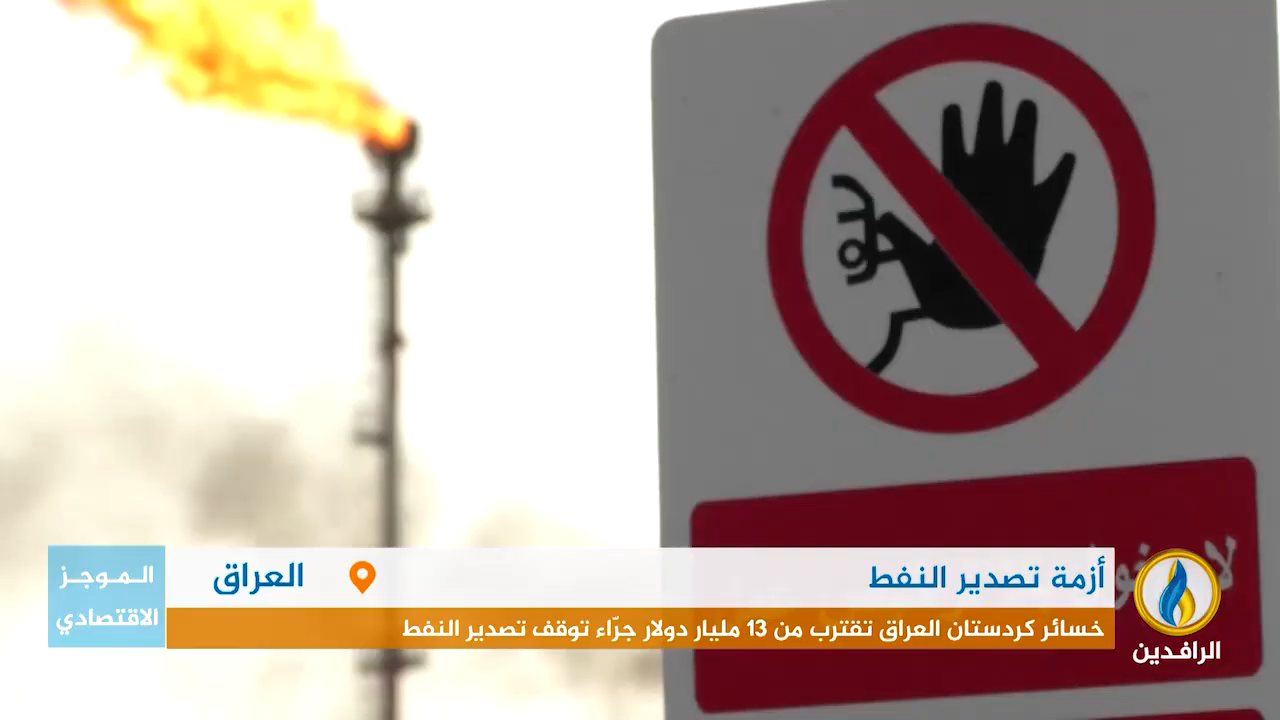 أزمة تصدير النفط
العراق
خسائر كردستان العراق تقترب من 13 مليار دولار جرّاء توقف تصدير النفط
الموجز
الاقتصادي
الرافدين